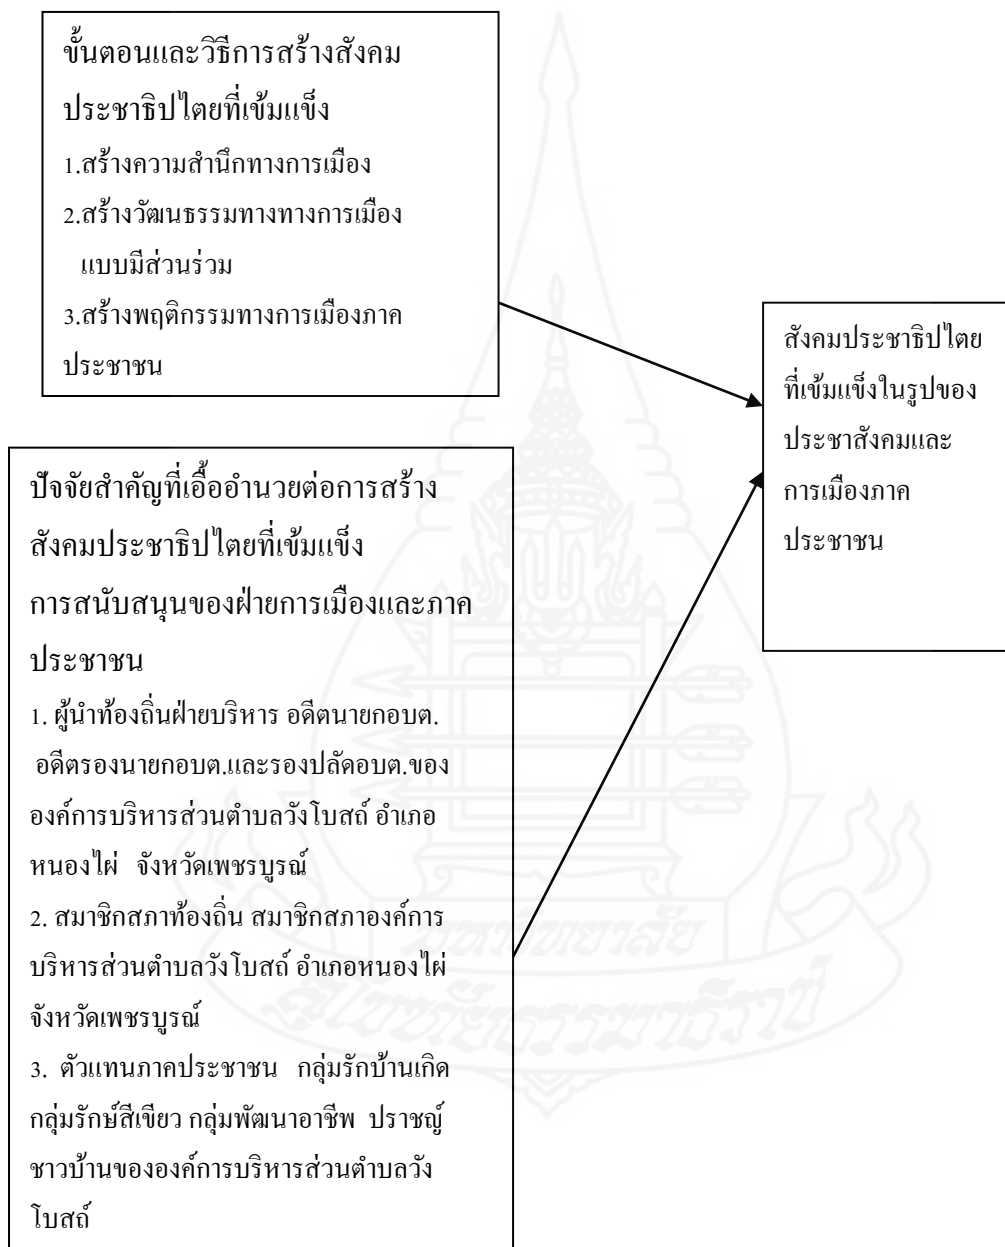 ขั้นตอนและวิธีการสร้างสังคม
ประชาธิปไตยที่เข้มแข็ง
1.สร้างความสำนึกทางการเมือง
2.สร้างวัฒนธรรมทางทางการเมือง
แบบมีส่วนร่วม
3.สร้างพฤติกรรมทางการเมืองภาค
ประชาชน
สังคมประชาธิปไตย
ที่เข้มแข็งในรูปของ
ประชาสังคมและ
การเมืองภาค
ประชาชน
ปัจจัยสำคัญที่เอื้ออำนวยต่อการสร้าง
สังคมประชาธิปไตยที่เข้มแข็ง
การสนับสนุนของฝ่ายการเมืองและภาค
ประชาชน
1. ผู้นำท้องถิ่นฝ่ายบริหาร อดีตนายกอบต.
อดีตรองนายกอบต.และรองปลัดอบต.ของ
องค์การบริหารส่วนตำบลวังโบสถ์ อำเภอ
หนองไผ่ จังหวัดเพชรบูรณ์
2. สมาชิกสภาท้องถิ่น สมาชิกสภาองค์การ
บริหารส่วนตำบลวังโบสถ์ อำเภอหนองไผ่
จังหวัดเพชรบูรณ์
3. ตัวแทนภาคประชาชน กลุ่มรักบ้านเกิด
กลุ่มรักษ์สีเขียว กลุ่มพัฒนาอาชีพ ปราชญ์
ชาวบ้านขององค์การบริหารส่วนตำบลวัง
โบสถ์
มหาวิทยาลัย
สุโขทัยธรรมาธิราช